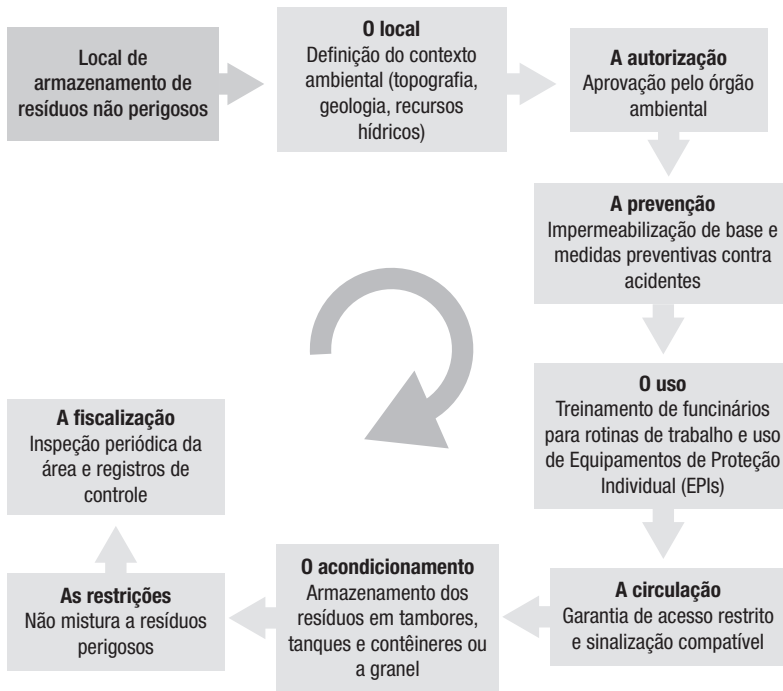 Local de
armazenamento de
resíduos não perigosos
O local
Definição do contexto
ambiental (topografia,
geologia, recursos
hídricos)
A autorização
Aprovação pelo órgão
ambiental
A prevenção
Impermeabilização de base e
medidas preventivas contra
acidentes
O uso
Treinamento de funcinários
para rotinas de trabalho e uso
de Equipamentos de Proteção
Individual (EPIs)
A circulação
Garantia de acesso restrito
e sinalização compatível
O acondicionamento
Armazenamento dos
resíduos em tambores,
tanques e contêineres ou
a granel
As restrições
Não mistura a resíduos
perigosos
A fiscalização
Inspeção periódica da
área e registros de
controle